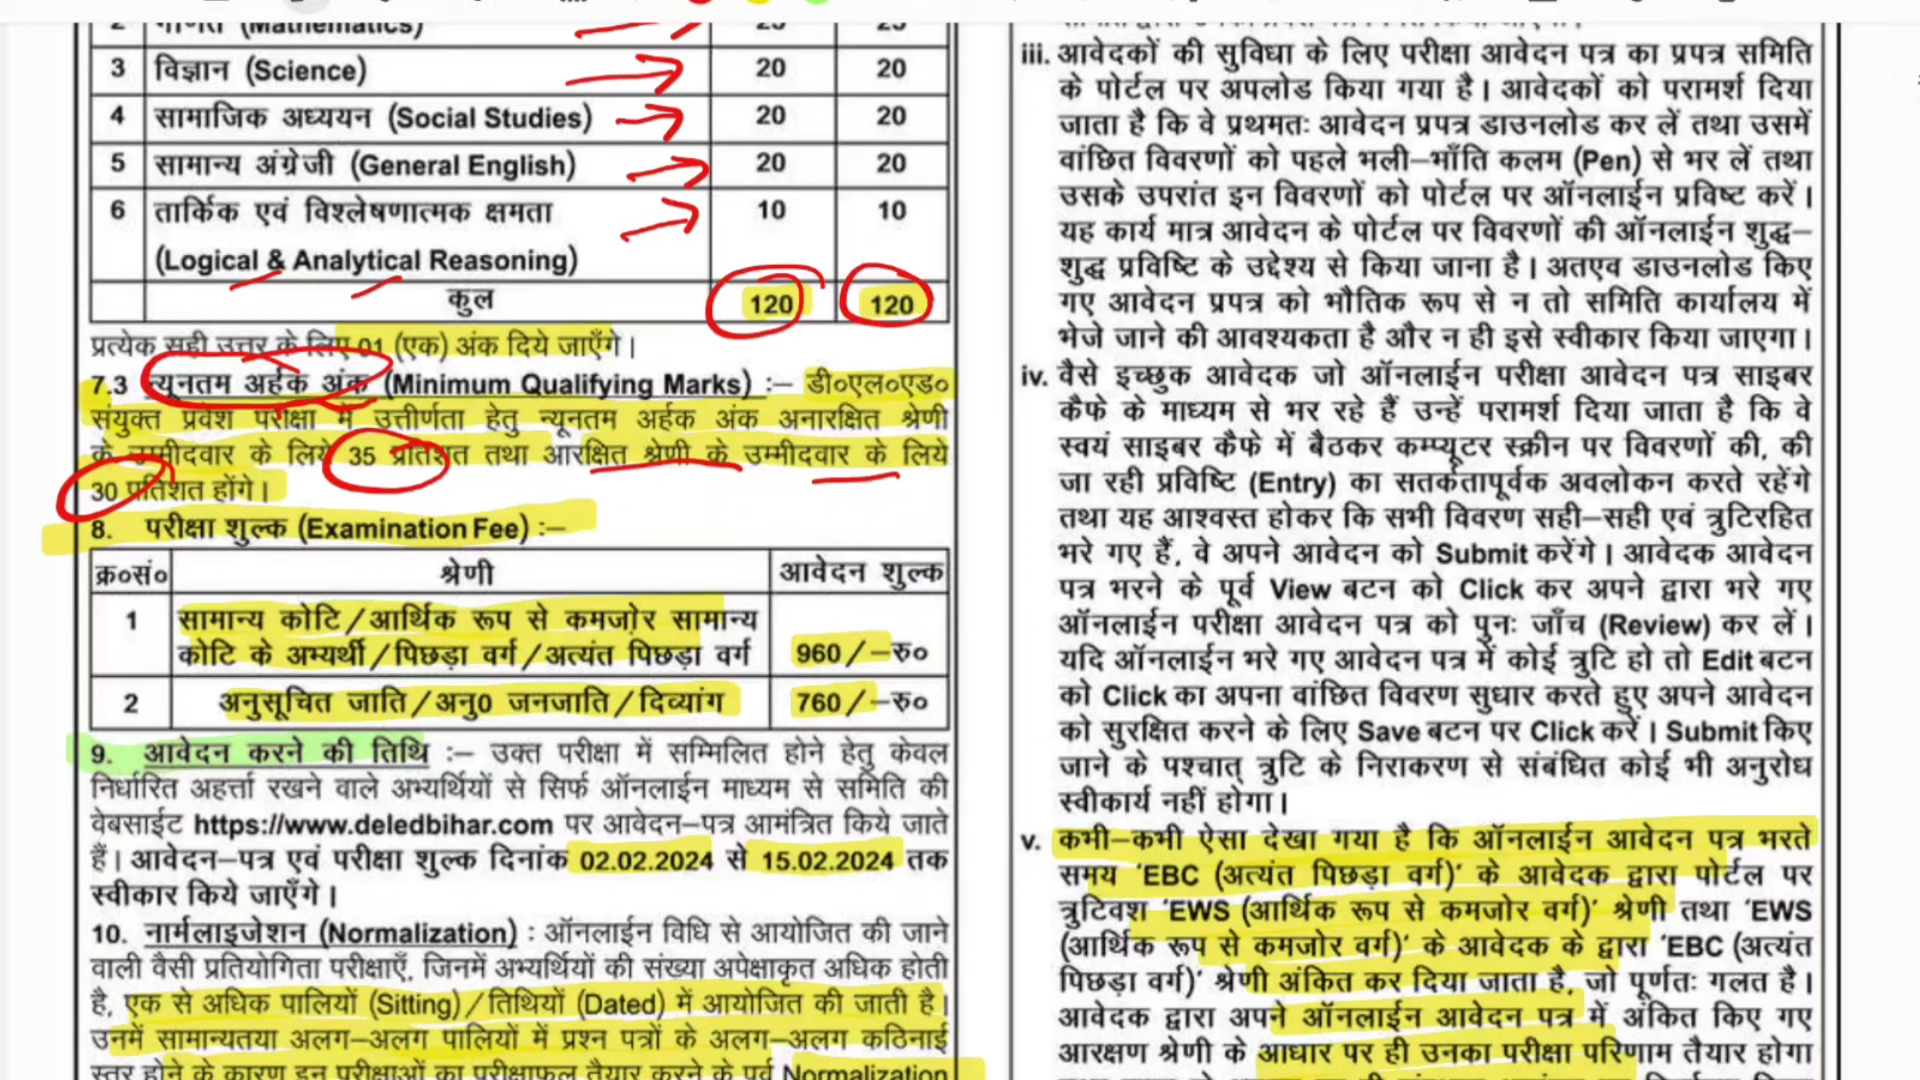 2 गणित (Mathematics) 25 25
3 विज्ञान (Science) 20 20
4 सामाजिक अध्ययन (Social Studies) 20 20
5 सामान्य अंग्रेजी (General English) 20 20
6 तार्किक एवं विश्लेषणात्मक क्षमता 10 10
(Logical & Analytical Reasoning)
कुल 120 120
प्रत्येक सही उत्तर के लिए 01 (एक) अंक दिये जाएँगे।
7.3 न्यूनतम अर्हक अंक (Minimum Qualifying Marks) :– डी०एल०एड०
संयुक्त प्रवेश परीक्षा में उत्तीर्णता हेतु न्यूनतम अर्हक अंक अनारक्षित श्रेणी
के उम्मीदवार के लिये 35 प्रतिशत तथा आरक्षित श्रेणी के उम्मीदवार के लिये
30 प्रतिशत होंगे।
8. परीक्षा शुल्क (Examination Fee) :–
क्र०सं० श्रेणी आवेदन शुल्क
1 सामान्य कोटि/आर्थिक रूप से कमजोर सामान्य
कोटि के अभ्यर्थी/पिछड़ा वर्ग/अत्यंत पिछड़ा वर्ग 960/–रु०
2 अनुसूचित जाति/अनु0 जनजाति/दिव्यांग 760/–रु०
9. आवेदन करने की तिथि :– उक्त परीक्षा में सम्मिलित होने हेतु केवल
निर्धारित अहर्त्ता रखने वाले अभ्यर्थियों से सिर्फ ऑनलाईन माध्यम से समिति की
वेबसाईट https://www.deledbihar.com पर आवेदन–पत्र आमंत्रित किये जाते
हैं। आवेदन–पत्र एवं परीक्षा शुल्क दिनांक 02.02.2024 से 15.02.2024 तक
स्वीकार किये जाएँगे।
10. नार्मलाइजेशन (Normalization) : ऑनलाईन विधि से आयोजित की जाने
वाली वैसी प्रतियोगिता परीक्षाएँ, जिनमें अभ्यर्थियों की संख्या अपेक्षाकृत अधिक होती
है, एक से अधिक पालियों (Sitting)/तिथियों (Dated) में आयोजित की जाती है।
उनमें सामान्यतया अलग–अलग पालियों में प्रश्न पत्रों के अलग–अलग कठिनाई
स्तर होने के कारण इन परीक्षाओं का परीक्षाफल तैयार करने के पूर्व Normalization
iii. आवेदकों की सुविधा के लिए परीक्षा आवेदन पत्र का प्रपत्र समिति
के पोर्टल पर अपलोड किया गया है। आवेदकों को परामर्श दिया
जाता है कि वे प्रथमतः आवेदन प्रपत्र डाउनलोड कर लें तथा उसमें
वांछित विवरणों को पहले भली–भाँति कलम (Pen) से भर लें तथा
उसके उपरांत इन विवरणों को पोर्टल पर ऑनलाईन प्रविष्ट करें।
यह कार्य मात्र आवेदन के पोर्टल पर विवरणों की ऑनलाईन शुद्ध–
शुद्ध प्रविष्टि के उद्देश्य से किया जाना है। अतएव डाउनलोड किए
गए आवेदन प्रपत्र को भौतिक रूप से न तो समिति कार्यालय में
भेजे जाने की आवश्यकता है और न ही इसे स्वीकार किया जाएगा।
iv. वैसे इच्छुक आवेदक जो ऑनलाईन परीक्षा आवेदन पत्र साइबर
कैफे के माध्यम से भर रहे हैं उन्हें परामर्श दिया जाता है कि वे
स्वयं साइबर कैफे में बैठकर कम्प्यूटर स्क्रीन पर विवरणों की, की
जा रही प्रविष्टि (Entry) का सतर्कतापूर्वक अवलोकन करते रहेंगे
तथा यह आश्वस्त होकर कि सभी विवरण सही–सही एवं त्रुटिरहित
भरे गए हैं, वे अपने आवेदन को Submit करेंगे। आवेदक आवेदन
पत्र भरने के पूर्व View बटन को Click कर अपने द्वारा भरे गए
ऑनलाईन परीक्षा आवेदन पत्र को पुनः जाँच (Review) कर लें।
यदि ऑनलाईन भरे गए आवेदन पत्र में कोई त्रुटि हो तो Edit बटन
को Click का अपना वांछित विवरण सुधार करते हुए अपने आवेदन
को सुरक्षित करने के लिए Save बटन पर Click करें। Submit किए
जाने के पश्चात् त्रुटि के निराकरण से संबंधित कोई भी अनुरोध
स्वीकार्य नहीं होगा।
v. कभी–कभी ऐसा देखा गया है कि ऑनलाईन आवेदन पत्र भरते
समय 'EBC (अत्यंत पिछड़ा वर्ग)' के आवेदक द्वारा पोर्टल पर
त्रुटिवश 'EWS (आर्थिक रूप से कमजोर वर्ग)' श्रेणी तथा 'EWS
(आर्थिक रूप से कमजोर वर्ग)' के आवेदक के द्वारा 'EBC (अत्यंत
पिछड़ा वर्ग)' श्रेणी अंकित कर दिया जाता है, जो पूर्णतः गलत है।
आवेदक द्वारा अपने ऑनलाईन आवेदन पत्र में अंकित किए गए
आरक्षण श्रेणी के आधार पर ही उनका परीक्षा परिणाम तैयार होगा